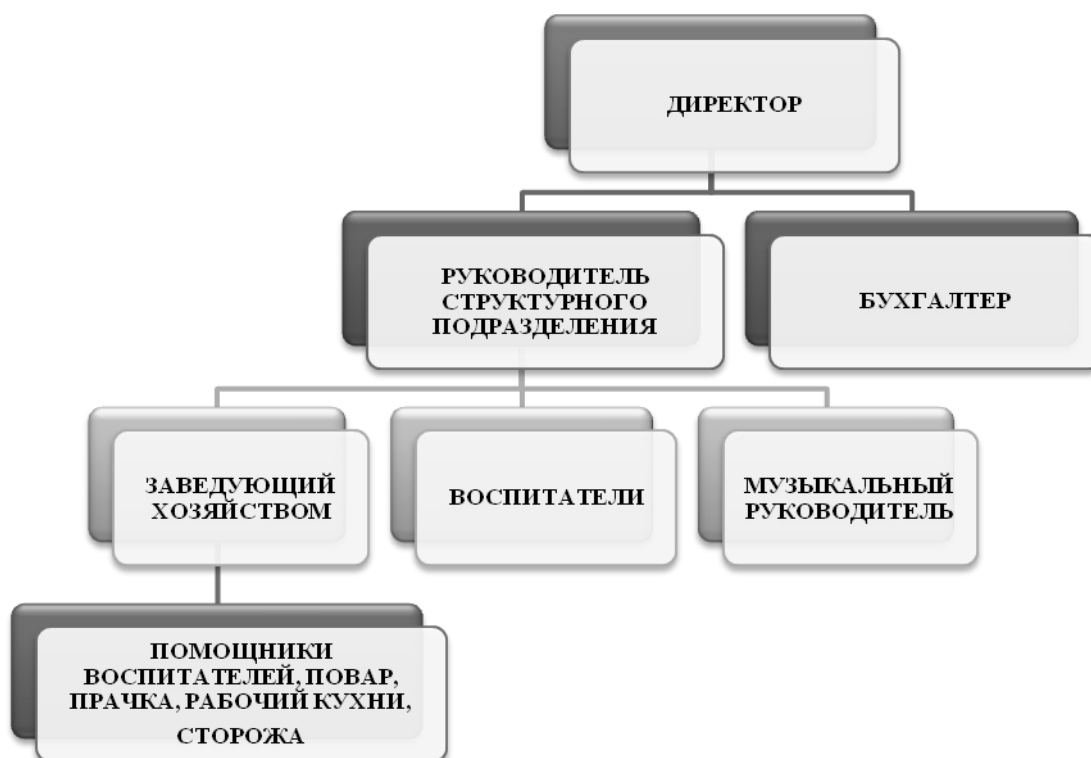 ДИРЕКТОР
РУКОВОДИТЕЛЬ
СТРУКТУРНОГО
ПОДРАЗДЕЛЕНИЯ
БУХГАЛТЕР
ЗАВЕДУЮЩИЙ
ХОЗЯЙСТВОМ
ВОСПИТАТЕЛИ
МУЗЫКАЛЬНЫЙ
РУКОВОДИТЕЛЬ
ПОМОЩНИКИ
ВОСПИТАТЕЛЕЙ, ПОВАР,
ПРАЧКА, РАБОЧИЙ КУХНИ,
СТОРОЖА